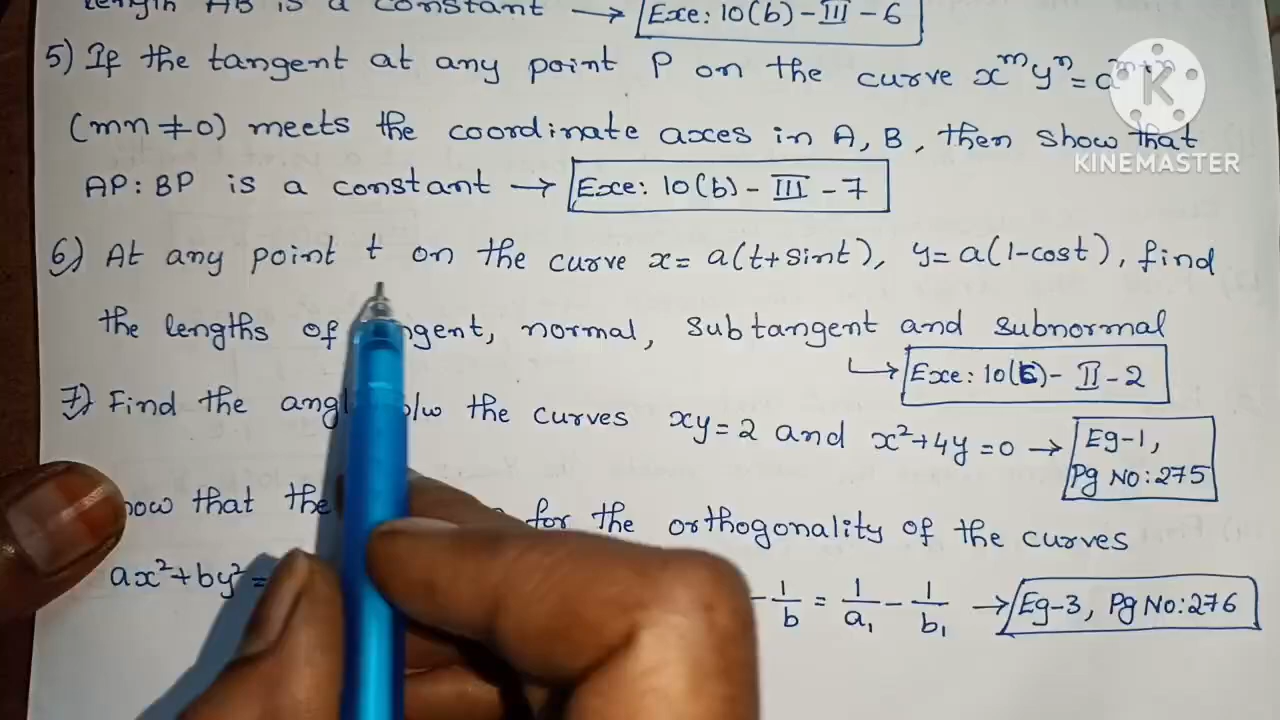 length AB is a constant → Exe: 10(b) - III - 6
5) If the tangent at any point P on the curve x^m y^n = a^m+n
(mn ≠ 0) meets the coordinate axes in A, B, then show that
AP : BP is a constant → Exe: 10(b) - III - 7
KINEMASTER
6) At any point t on the curve x = a(t+sint), y = a(1-cost), find
the lengths of ngent, normal, subtangent and subnormal
↳ Exe: 10( - II - 2
7) Find the angl b/w the curves xy = 2 and x²+4y = 0 → Eg-1,
Pg No: 275
how that the for the orthogonality of the curves
ax²+by² = - 1/b = 1/a₁ - 1/b₁ → Eg-3, Pg No: 276